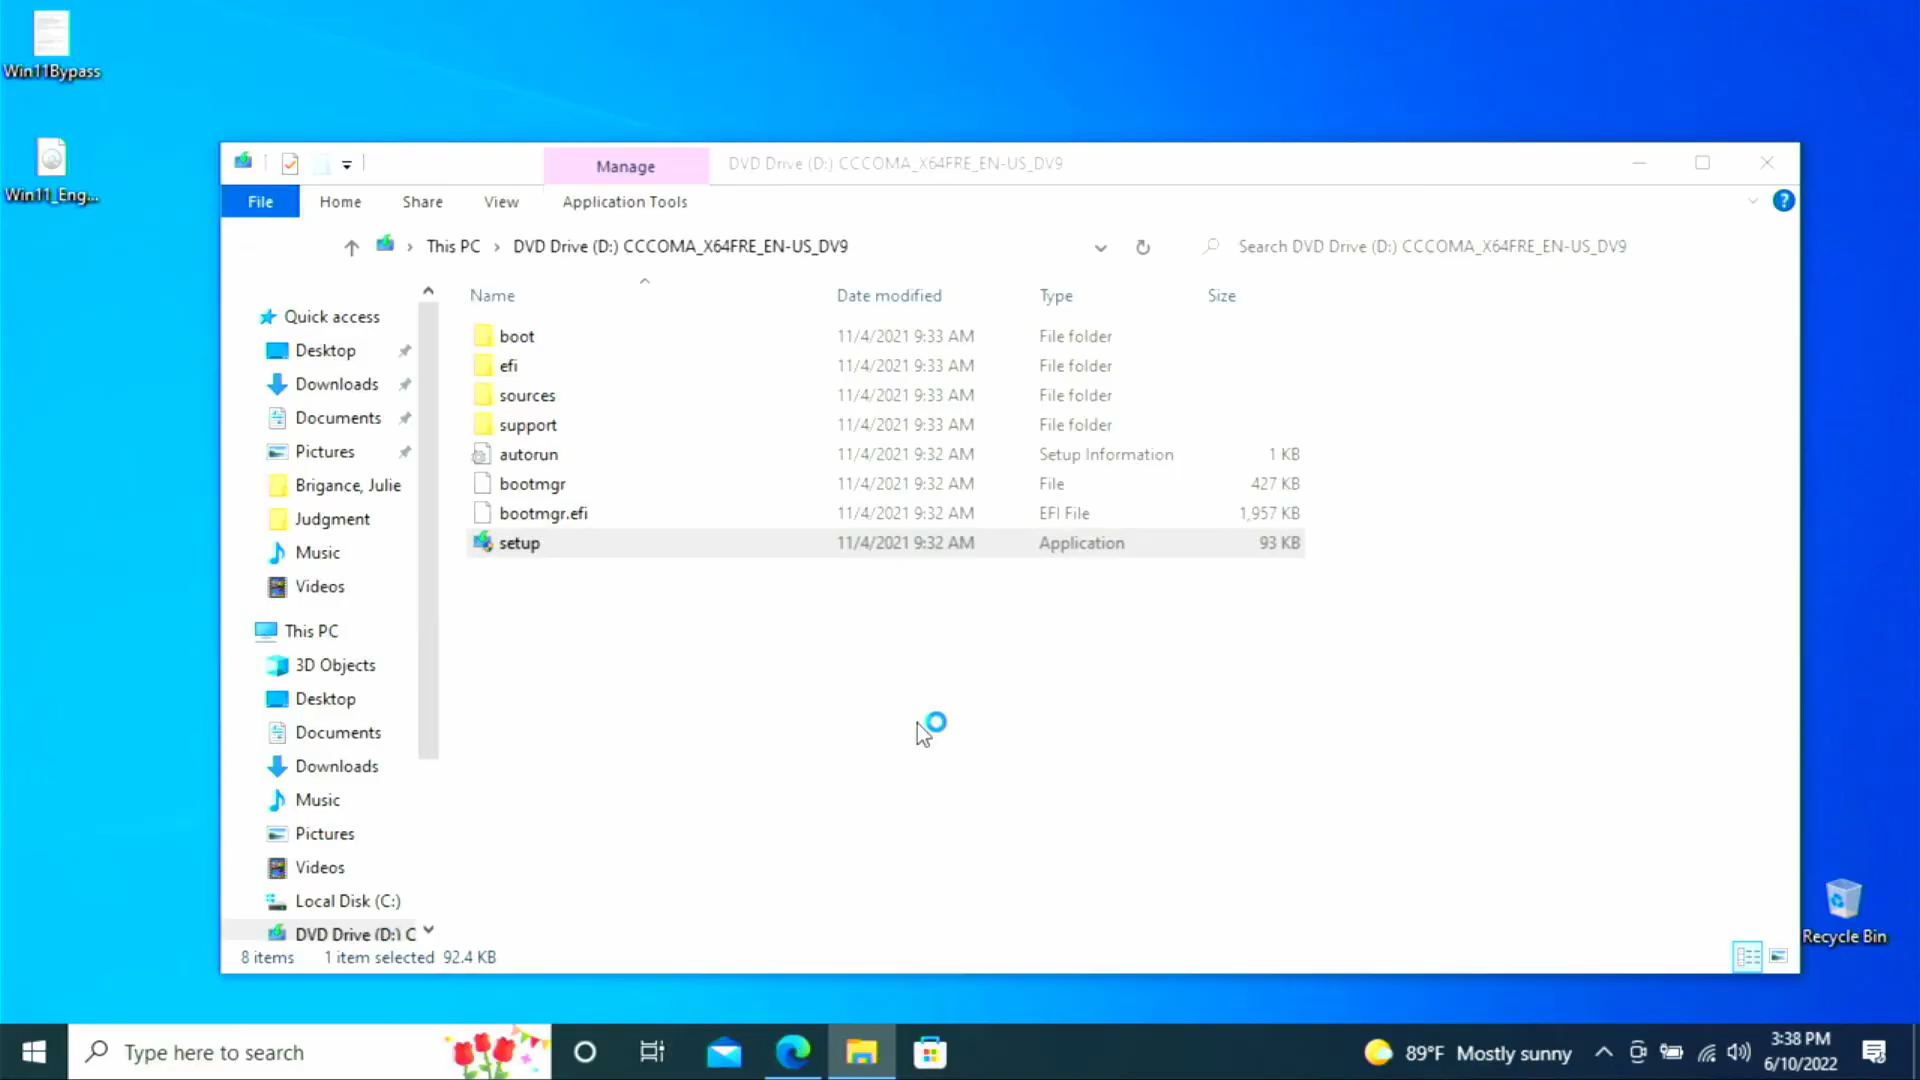 Win11Bypass
Win11_Eng...
Manage
DVD Drive (D:) CCCOMA_X64FRE_EN-US_DV9
File
Home
Share
View
Application Tools
?
This PC
DVD Drive (D:) CCCOMA_X64FRE_EN-US_DV9
Search DVD Drive (D:) CCCOMA_X64FRE_EN-US_DV9
Name Date modified Type Size
boot 11/4/2021 9:33 AM File folder
efi 11/4/2021 9:33 AM File folder
sources 11/4/2021 9:33 AM File folder
support 11/4/2021 9:33 AM File folder
autorun 11/4/2021 9:32 AM Setup Information 1 KB
bootmgr 11/4/2021 9:32 AM File 427 KB
bootmgr.efi 11/4/2021 9:32 AM EFI File 1,957 KB
setup 11/4/2021 9:32 AM Application 93 KB
Quick access
Desktop
Downloads
Documents
Pictures
Brigance, Julie
Judgment
Music
Videos
This PC
3D Objects
Desktop
Documents
Downloads
Music
Pictures
Videos
Local Disk (C:)
DVD Drive (D:) C
8 items 1 item selected 92.4 KB
Recycle Bin
Type here to search
89°F Mostly sunny
3:38 PM
6/10/2022